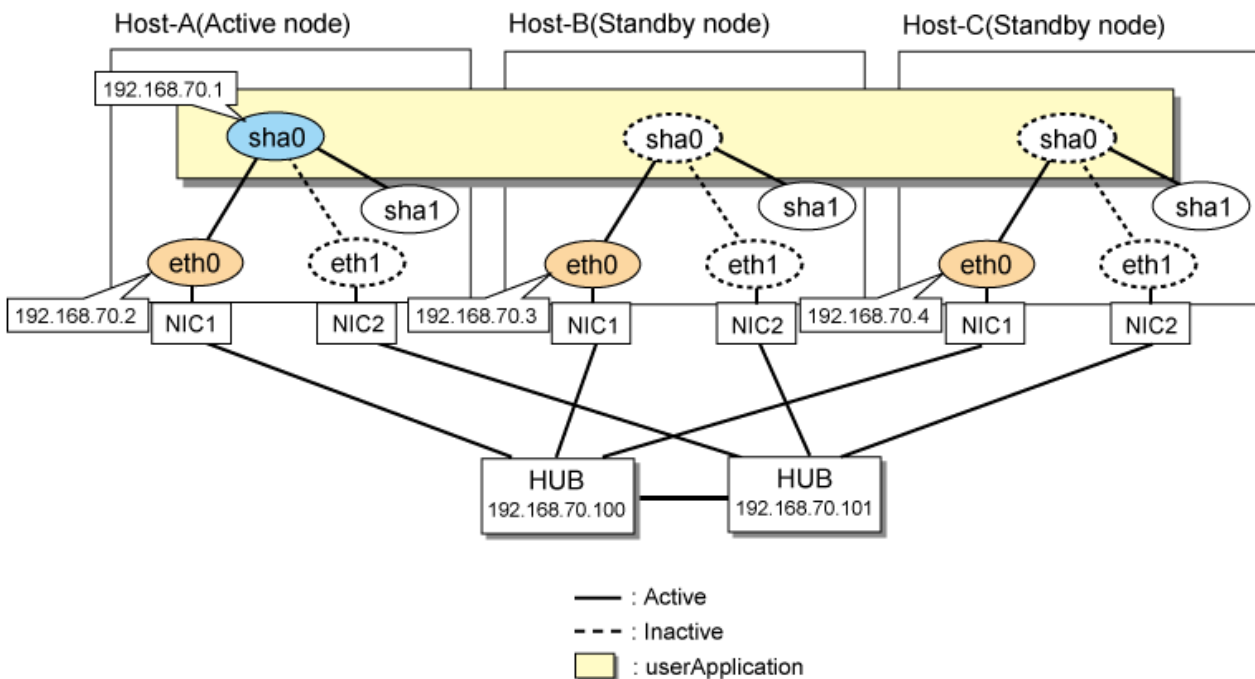 Host-A(Active node)
Host-B(Standby node)
Host-C(Standby node)
192.168.70.1
sha0
sha0
sha0
sha1
sha1
sha1
eth0
eth1
eth0
eth1
eth0
eth1
192.168.70.2
NIC1
NIC2
192.168.70.3
NIC1
NIC2
192.168.70.4
NIC1
NIC2
HUB
192.168.70.100
HUB
192.168.70.101
: Active
: Inactive
: userApplication